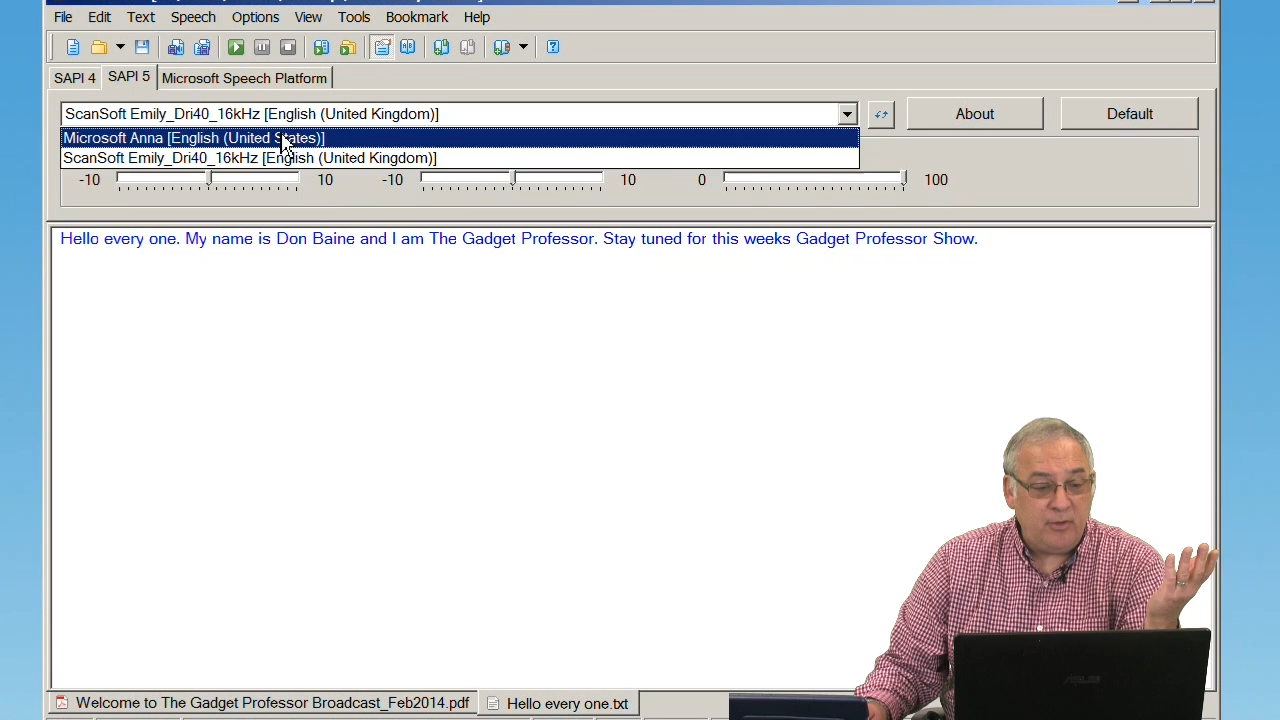 File Edit Text Speech Options View Tools Bookmark Help
SAPI 4 SAPI 5 Microsoft Speech Platform
ScanSoft Emily_Dri40_16kHz [English (United Kingdom)] About Default
Microsoft Anna [English (United States)]
ScanSoft Emily_Dri40_16kHz [English (United Kingdom)]
-10 10 -10 10 0 100
Hello every one. My name is Don Baine and I am The Gadget Professor. Stay tuned for this weeks Gadget Professor Show.
Welcome to The Gadget Professor Broadcast_Feb2014.pdf Hello every one.txt
ASUS